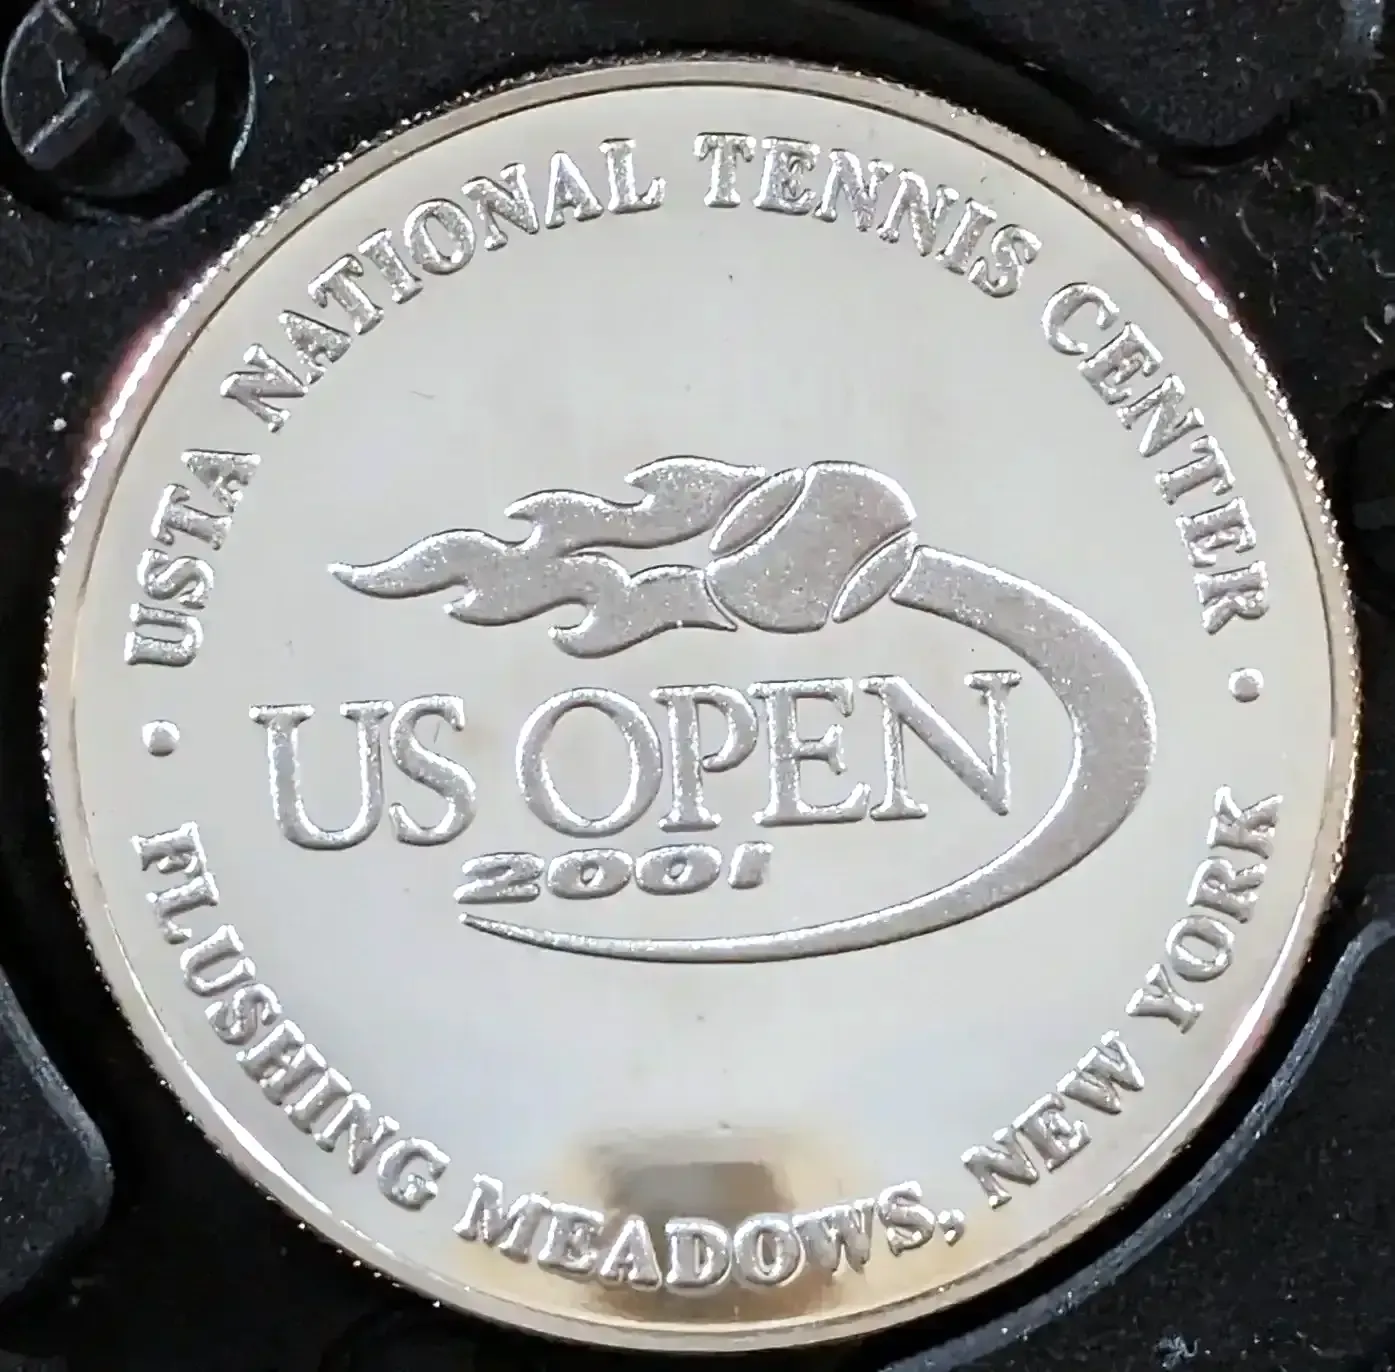 USTA NATIONAL TENNIS CENTER
US OPEN
2001
FLUSHING MEADOWS, NEW YORK